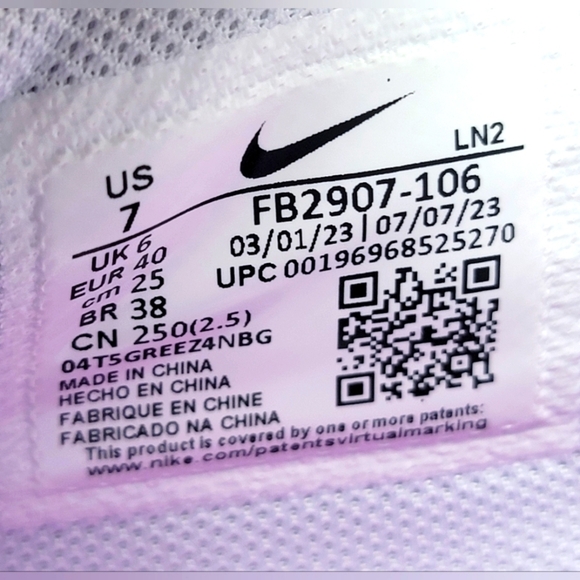 LN2
US
7
FB2907-106
UK 6
03/01/23 | 07/07/23
EUR 40
UPC 00196968525270
cm 25
BR 38
CN 250(2.5)
04T5GREEZ4NBG
MADE IN CHINA
HECHO EN CHINA
FABRIQUE EN CHINE
FABRICADO NA CHINA
This product is covered by one or more patents:
www.nike.com/patentsvirtualmarking